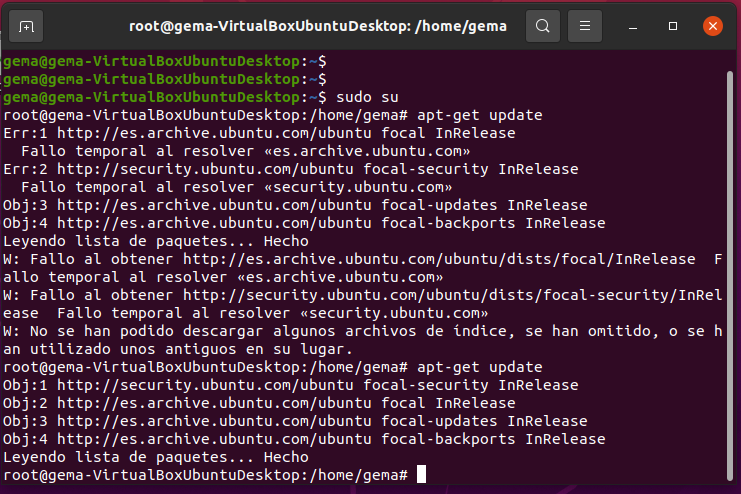 root@gema-VirtualBoxUbuntuDesktop: /home/gema
gema@gema-VirtualBoxUbuntuDesktop:~$
gema@gema-VirtualBoxUbuntuDesktop:~$
gema@gema-VirtualBoxUbuntuDesktop:~$ sudo su
root@gema-VirtualBoxUbuntuDesktop:/home/gema# apt-get update
Err:1 http://es.archive.ubuntu.com/ubuntu focal InRelease
  Fallo temporal al resolver «es.archive.ubuntu.com»
Err:2 http://security.ubuntu.com/ubuntu focal-security InRelease
  Fallo temporal al resolver «security.ubuntu.com»
Obj:3 http://es.archive.ubuntu.com/ubuntu focal-updates InRelease
Obj:4 http://es.archive.ubuntu.com/ubuntu focal-backports InRelease
Leyendo lista de paquetes... Hecho
W: Fallo al obtener http://es.archive.ubuntu.com/ubuntu/dists/focal/InRelease  F
allo temporal al resolver «es.archive.ubuntu.com»
W: Fallo al obtener http://security.ubuntu.com/ubuntu/dists/focal-security/InRel
ease  Fallo temporal al resolver «security.ubuntu.com»
W: No se han podido descargar algunos archivos de índice, se han omitido, o se h
an utilizado unos antiguos en su lugar.
root@gema-VirtualBoxUbuntuDesktop:/home/gema# apt-get update
Obj:1 http://security.ubuntu.com/ubuntu focal-security InRelease
Obj:2 http://es.archive.ubuntu.com/ubuntu focal InRelease
Obj:3 http://es.archive.ubuntu.com/ubuntu focal-updates InRelease
Obj:4 http://es.archive.ubuntu.com/ubuntu focal-backports InRelease
Leyendo lista de paquetes... Hecho
root@gema-VirtualBoxUbuntuDesktop:/home/gema#